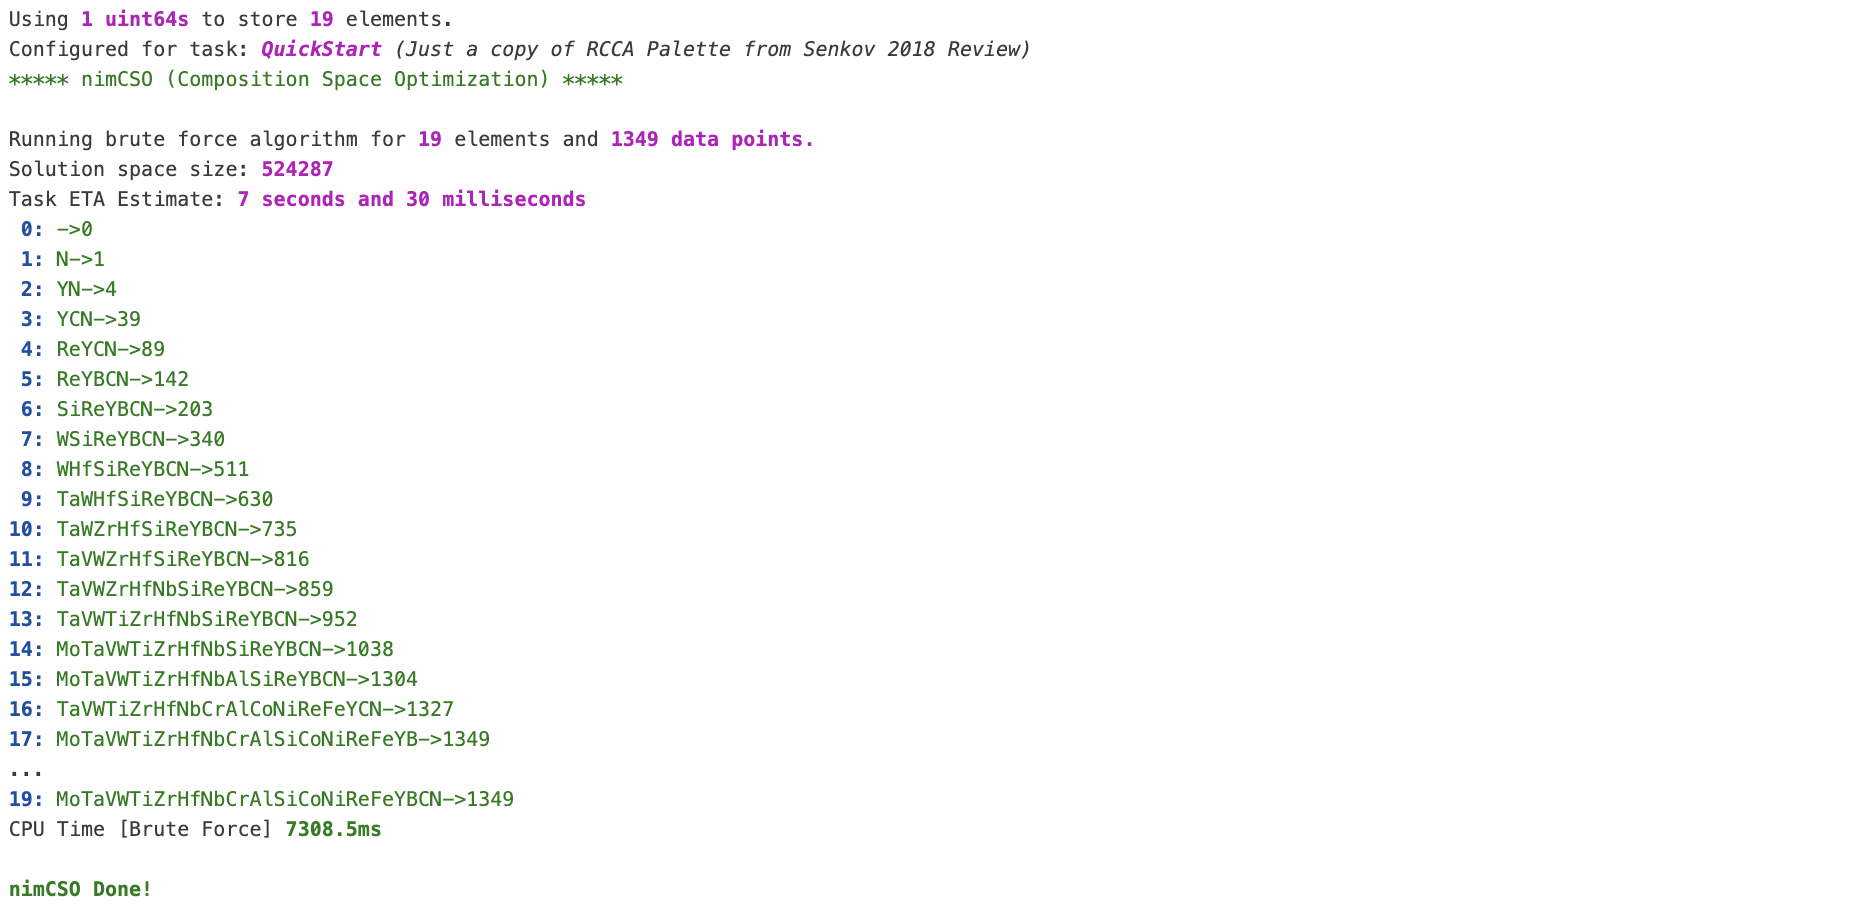 Using 1 uint64s to store 19 elements.
Configured for task: QuickStart (Just a copy of RCCA Palette from Senkov 2018 Review)
***** nimCSO (Composition Space Optimization) *****
Running brute force algorithm for 19 elements and 1349 data points.
Solution space size: 524287
Task ETA Estimate: 7 seconds and 30 milliseconds
0: ->0
1: N->1
2: YN->4
3: YCN->39
4: ReYCN->89
5: ReYBCN->142
6: SiReYBCN->203
7: WSiReYBCN->340
8: WHfSiReYBCN->511
9: TaWHfSiReYBCN->630
10: TaWZrHfSiReYBCN->735
11: TaVWZrHfSiReYBCN->816
12: TaVWZrHfNbSiReYBCN->859
13: TaVWTiZrHfNbSiReYBCN->952
14: MoTaVWTiZrHfNbSiReYBCN->1038
15: MoTaVWTiZrHfNbAlSiReYBCN->1304
16: TaVWTiZrHfNbCrAlCoNiReFeYCN->1327
17: MoTaVWTiZrHfNbCrAlSiCoNiReFeYB->1349
...
19: MoTaVWTiZrHfNbCrAlSiCoNiReFeYBCN->1349
CPU Time [Brute Force] 7308.5ms
nimCSO Done!